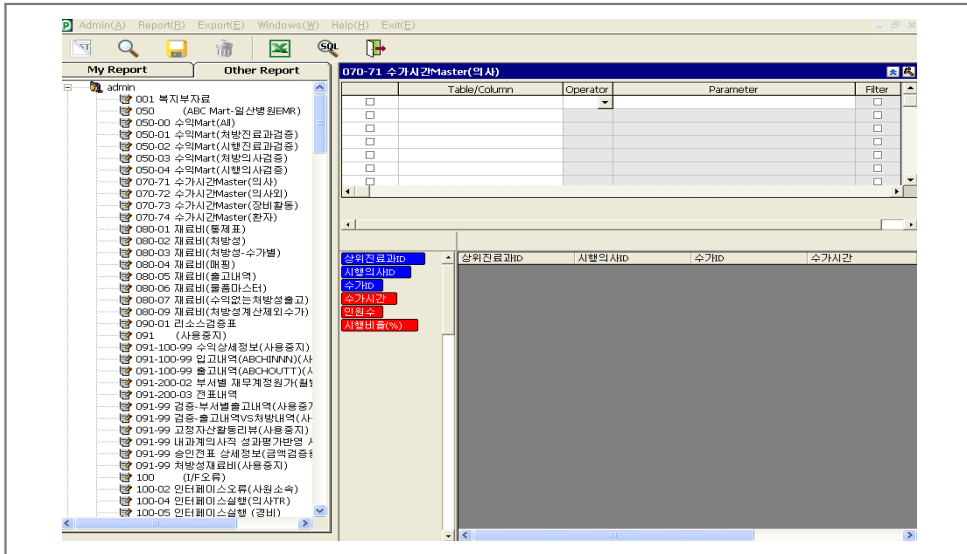 Admin(A) Report(R) Export(E) Windows(W) Help(H) Exit(E)
SQL
My Report Other Report
admin
001 복지부자료
050 (ABC Mart-일산병원EMR)
050-00 수익Mart(All)
050-01 수익Mart(처방진료과검증)
050-02 수익Mart(시행진료과검증)
050-03 수익Mart(처방의사검증)
050-04 수익Mart(시행의사검증)
070-71 수가시간Master(의사)
070-72 수가시간Master(의사외)
070-73 수가시간Master(장비활동)
070-74 수가시간Master(환자)
080-01 재료비(통제표)
080-02 재료비(처방성)
080-03 재료비(처방성-수가별)
080-04 재료비(매핑)
080-05 재료비(출고내역)
080-06 재료비(물품마스터)
080-07 재료비(수익없는처방성출고)
080-09 재료비(처방성계산제외수가)
090-01 리소스검증표
091 (사용중지)
091-100-99 수익상세정보(사용중지)
091-100-99 입고내역(ABCHINNN)(사
091-100-99 출고내역(ABCHOUTT)(사
091-200-02 부서별 재무계정원가(월별
091-200-03 전표내역
091-99 검증-부서별출고내역(사용중지
091-99 검증-출고내역VS처방내역(사
091-99 고정자산활동리뷰(사용중지)
091-99 내과계의사직 성과평가반영 사
091-99 승인전표 상세정보(금액검증용
091-99 처방성재료비(사용중지)
100 (I/F오류)
100-02 인터페이스오류(사원소속)
100-04 인터페이스실행(의사TR)
100-05 인터페이스실행 (경비)
070-71 수가시간Master(의사)
Table/Column Operator Parameter Filter
상위진료과ID
시행의사ID
수가ID
수가시간
인원수
시행비율(%)
상위진료과ID 시행의사ID 수가ID 수가시간